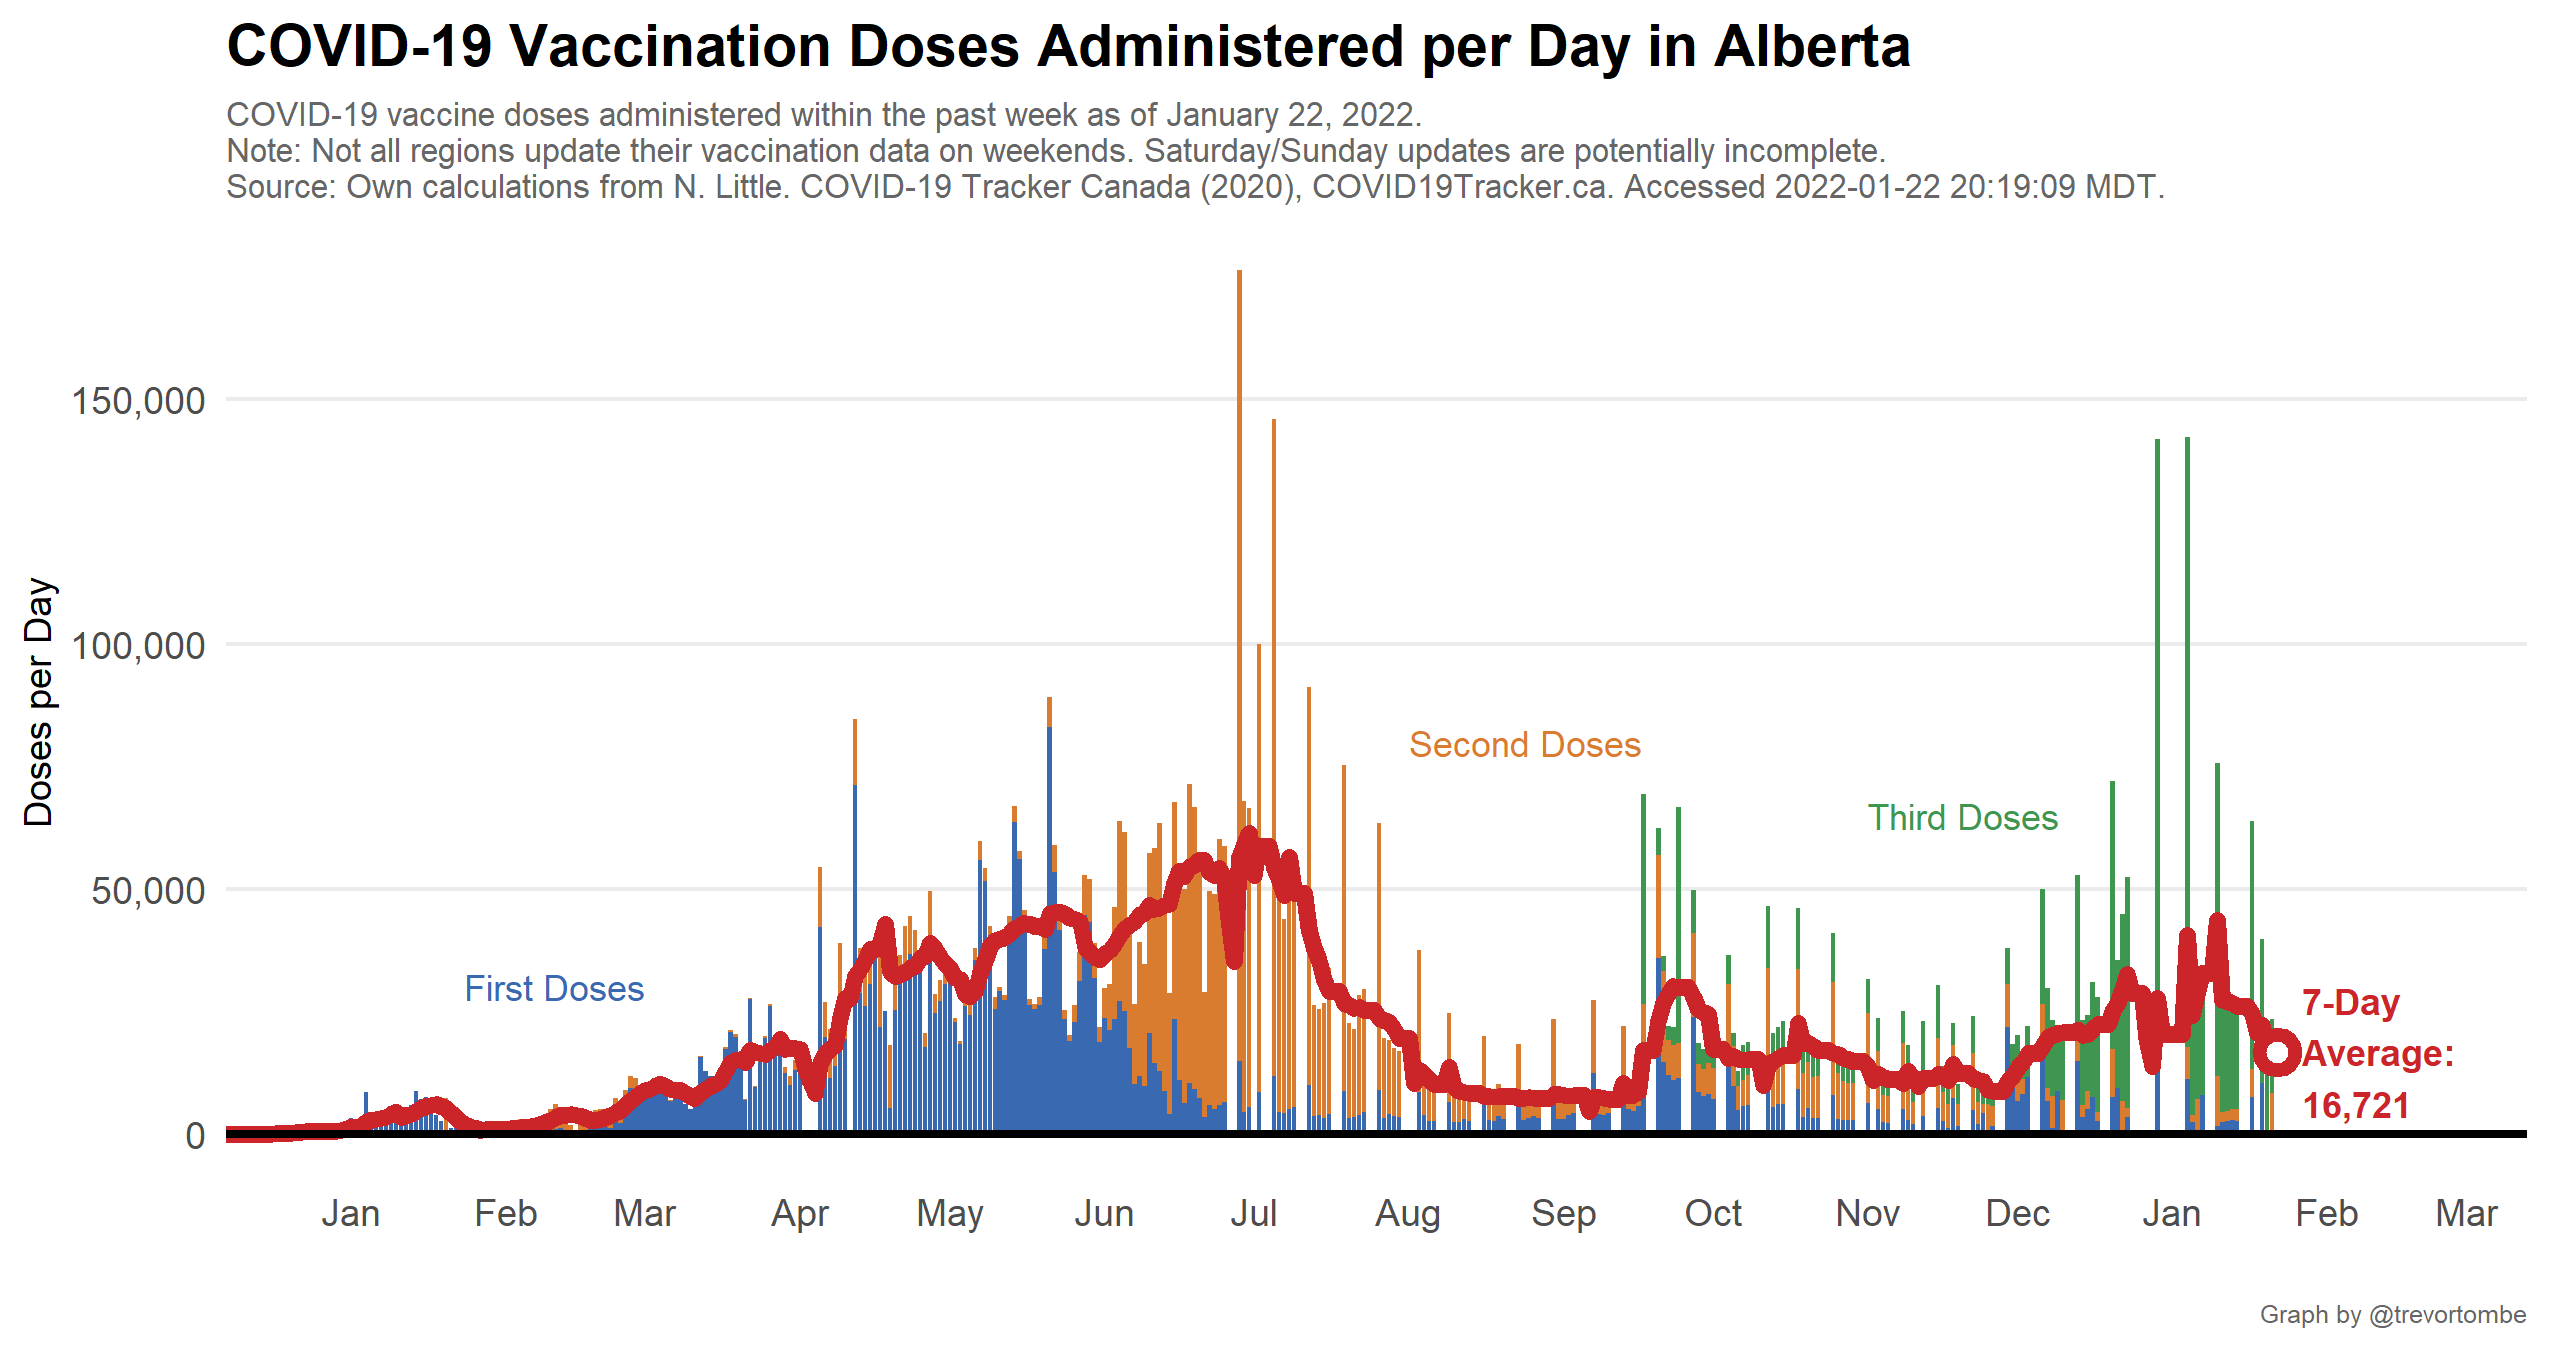 COVID-19 Vaccination Doses Administered per Day in Alberta
COVID-19 vaccine doses administered within the past week as of January 22, 2022.
Note: Not all regions update their vaccination data on weekends. Saturday/Sunday updates are potentially incomplete.
Source: Own calculations from N. Little. COVID-19 Tracker Canada (2020), COVID19Tracker.ca. Accessed 2022-01-22 20:19:09 MDT.
Doses per Day
150,000
100,000
50,000
0
First Doses
Second Doses
Third Doses
7-Day
Average:
16,721
Jan Feb Mar Apr May Jun Jul Aug Sep Oct Nov Dec Jan Feb Mar
Graph by @trevortombe